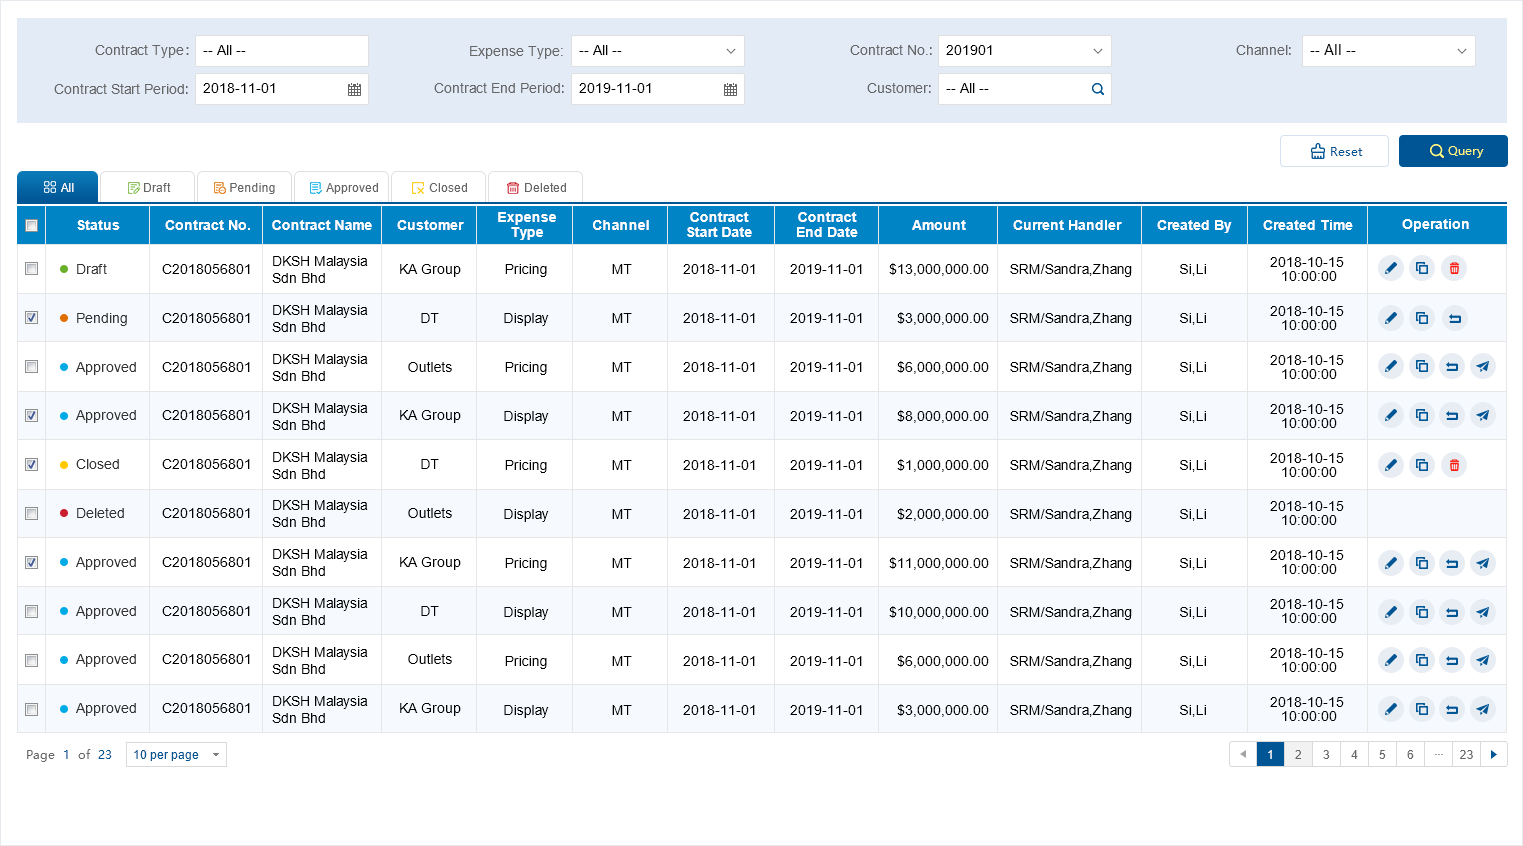 Contract Type: -- All -- Expense Type: -- All -- Contract No.: 201901 Channel: -- All --
Contract Start Period: 2018-11-01 Contract End Period: 2019-11-01 Customer: -- All --
Reset Query
All Draft Pending Approved Closed Deleted
Status Contract No. Contract Name Customer Expense Type Channel Contract Start Date Contract End Date Amount Current Handler Created By Created Time Operation
Draft C2018056801 DKSH Malaysia Sdn Bhd KA Group Pricing MT 2018-11-01 2019-11-01 $13,000,000.00 SRM/Sandra,Zhang Si,Li 2018-10-15 10:00:00
Pending C2018056801 DKSH Malaysia Sdn Bhd DT Display MT 2018-11-01 2019-11-01 $3,000,000.00 SRM/Sandra,Zhang Si,Li 2018-10-15 10:00:00
Approved C2018056801 DKSH Malaysia Sdn Bhd Outlets Pricing MT 2018-11-01 2019-11-01 $6,000,000.00 SRM/Sandra,Zhang Si,Li 2018-10-15 10:00:00
Approved C2018056801 DKSH Malaysia Sdn Bhd KA Group Display MT 2018-11-01 2019-11-01 $8,000,000.00 SRM/Sandra,Zhang Si,Li 2018-10-15 10:00:00
Closed C2018056801 DKSH Malaysia Sdn Bhd DT Pricing MT 2018-11-01 2019-11-01 $1,000,000.00 SRM/Sandra,Zhang Si,Li 2018-10-15 10:00:00
Deleted C2018056801 DKSH Malaysia Sdn Bhd Outlets Display MT 2018-11-01 2019-11-01 $2,000,000.00 SRM/Sandra,Zhang Si,Li 2018-10-15 10:00:00
Approved C2018056801 DKSH Malaysia Sdn Bhd KA Group Pricing MT 2018-11-01 2019-11-01 $11,000,000.00 SRM/Sandra,Zhang Si,Li 2018-10-15 10:00:00
Approved C2018056801 DKSH Malaysia Sdn Bhd DT Display MT 2018-11-01 2019-11-01 $10,000,000.00 SRM/Sandra,Zhang Si,Li 2018-10-15 10:00:00
Approved C2018056801 DKSH Malaysia Sdn Bhd Outlets Pricing MT 2018-11-01 2019-11-01 $6,000,000.00 SRM/Sandra,Zhang Si,Li 2018-10-15 10:00:00
Approved C2018056801 DKSH Malaysia Sdn Bhd KA Group Display MT 2018-11-01 2019-11-01 $3,000,000.00 SRM/Sandra,Zhang Si,Li 2018-10-15 10:00:00
Page 1 of 23 10 per page 1 2 3 4 5 6 ... 23